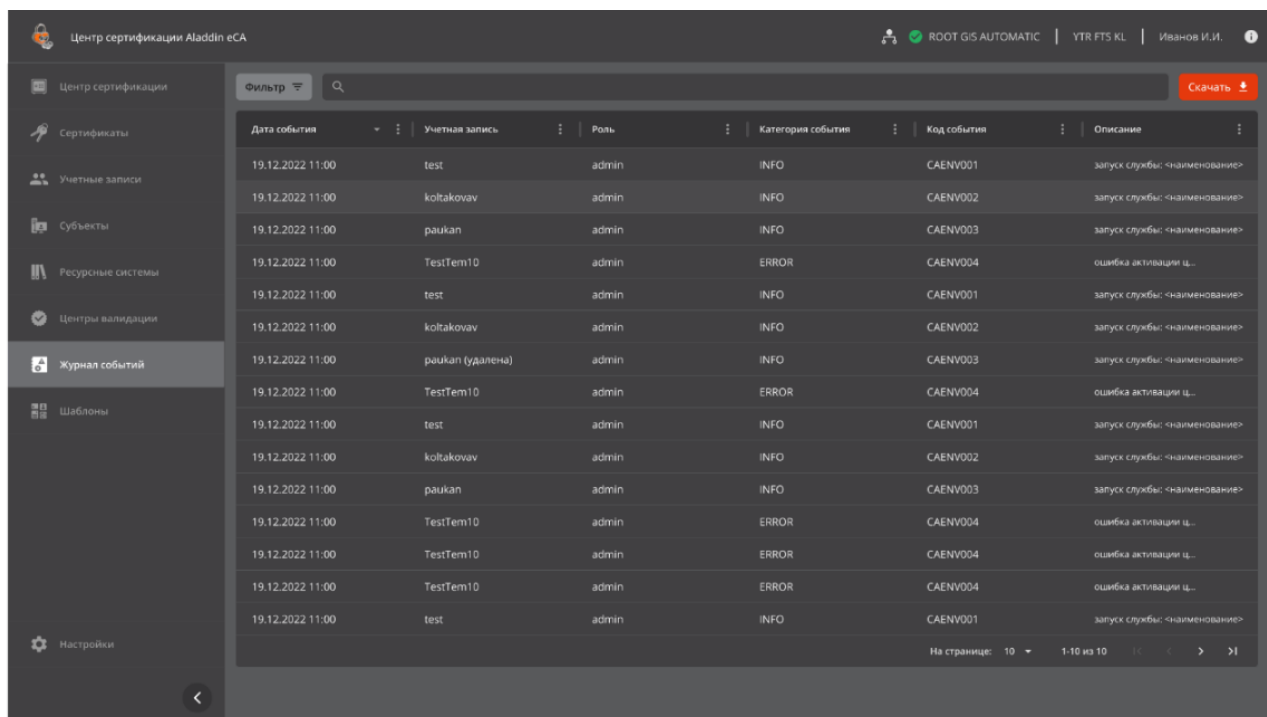 Центр сертификации Aladdin eCA
ROOT GIS AUTOMATIC | YTR FTS KL | Иванов И.И.
Центр сертификации
Сертификаты
Учетные записи
Субъекты
Ресурсные системы
Центры валидации
Журнал событий
Шаблоны
Настройки
Фильтр
Скачать
Дата события Учетная запись Роль Категория события Код события Описание
19.12.2022 11:00 test admin INFO CAENV001 запуск службы: <наименование>
19.12.2022 11:00 koltakovav admin INFO CAENV002 запуск службы: <наименование>
19.12.2022 11:00 paukan admin INFO CAENV003 запуск службы: <наименование>
19.12.2022 11:00 TestTem10 admin ERROR CAENV004 ошибка активации ц...
19.12.2022 11:00 test admin INFO CAENV001 запуск службы: <наименование>
19.12.2022 11:00 koltakovav admin INFO CAENV002 запуск службы: <наименование>
19.12.2022 11:00 paukan (удалена) admin INFO CAENV003 запуск службы: <наименование>
19.12.2022 11:00 TestTem10 admin ERROR CAENV004 ошибка активации ц...
19.12.2022 11:00 test admin INFO CAENV001 запуск службы: <наименование>
19.12.2022 11:00 koltakovav admin INFO CAENV002 запуск службы: <наименование>
19.12.2022 11:00 paukan admin INFO CAENV003 запуск службы: <наименование>
19.12.2022 11:00 TestTem10 admin ERROR CAENV004 ошибка активации ц...
19.12.2022 11:00 TestTem10 admin ERROR CAENV004 ошибка активации ц...
19.12.2022 11:00 TestTem10 admin ERROR CAENV004 ошибка активации ц...
19.12.2022 11:00 test admin INFO CAENV001 запуск службы: <наименование>
На странице: 10 1-10 из 10